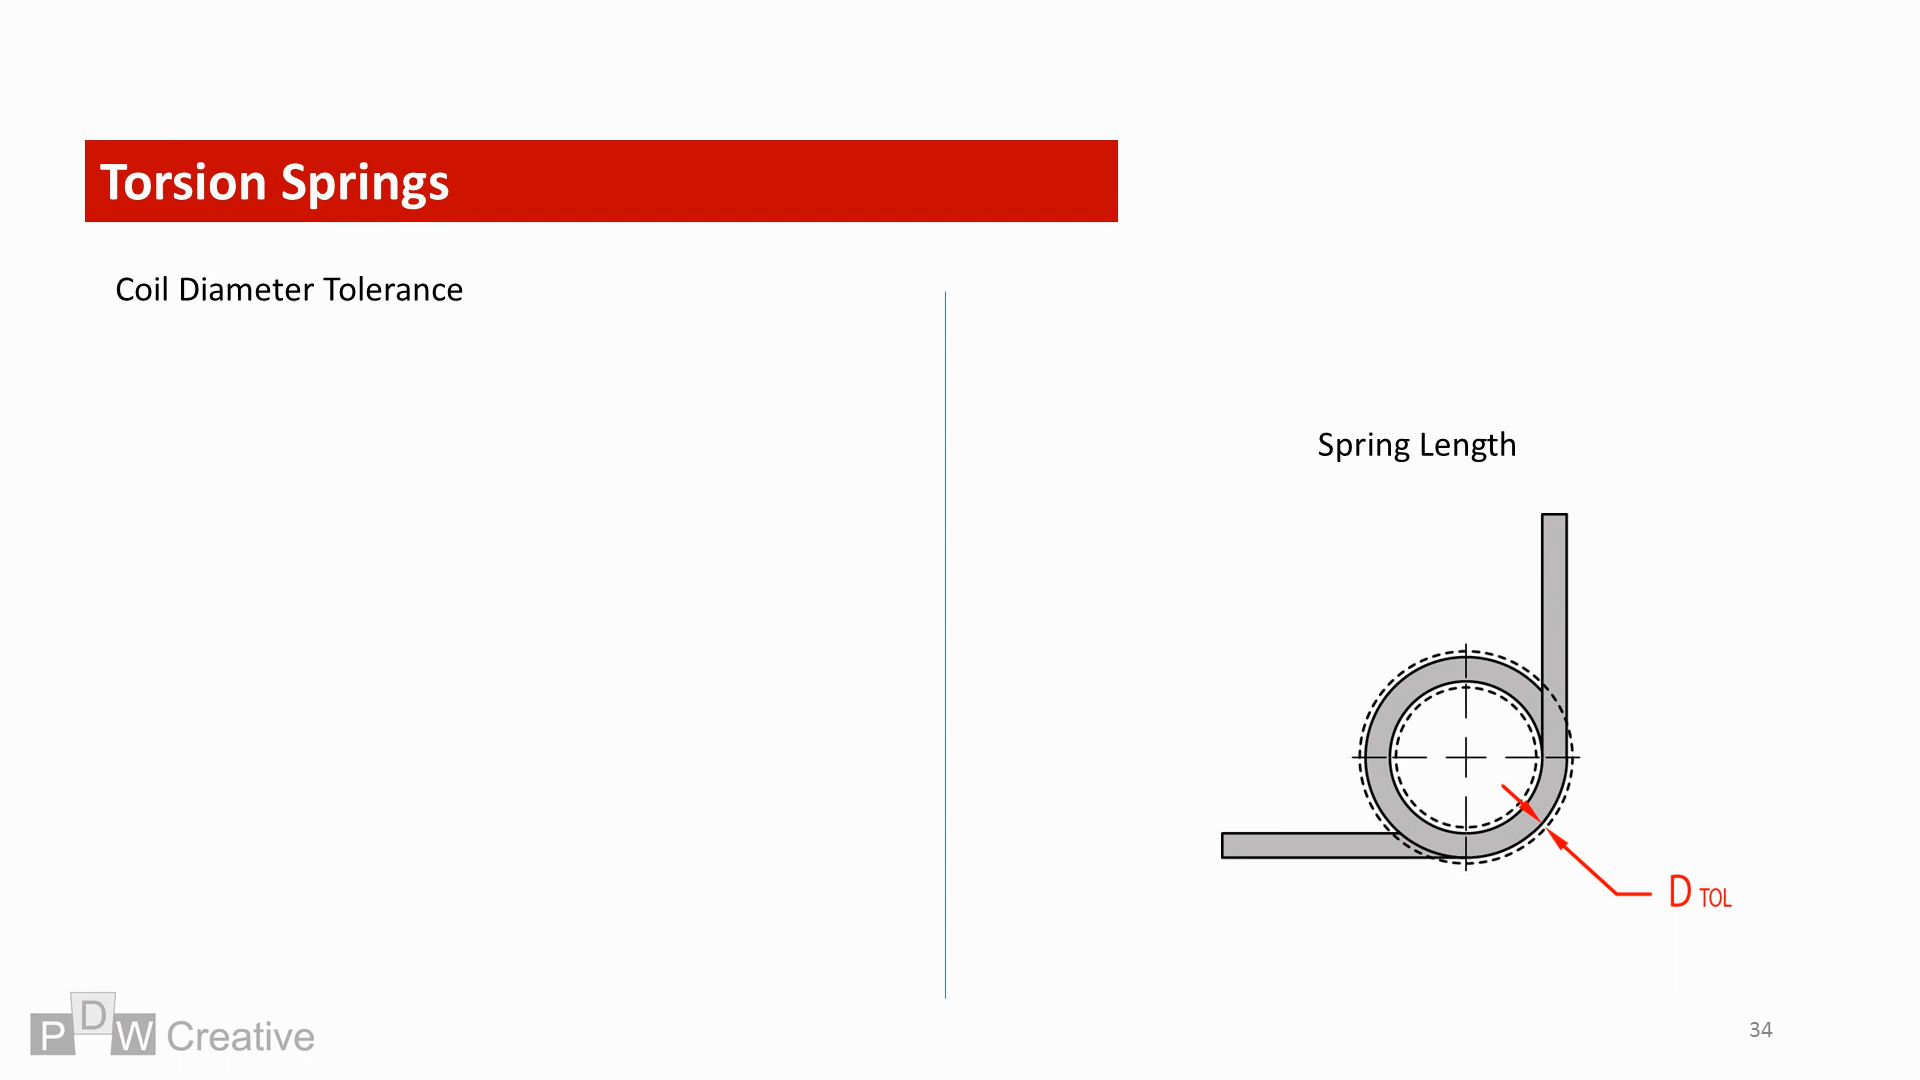 Torsion Springs
Coil Diameter Tolerance
Spring Length
D TOL
PDW Creative
34